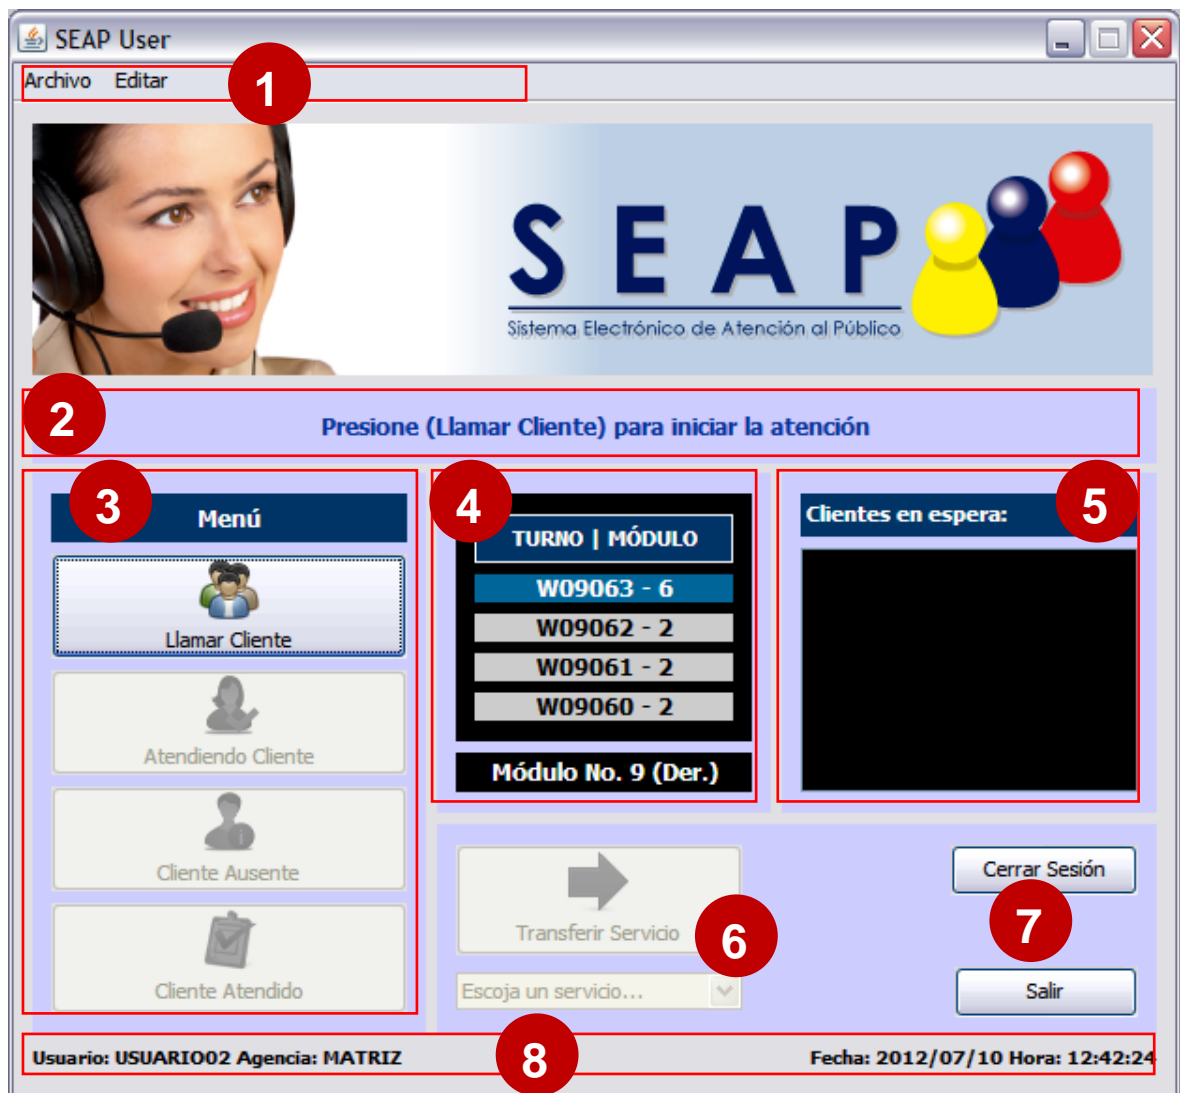 SEAP User
Archivo Editar
1
SEAP
Sistema Electrónico de Atención al Público
2
Presione (Llamar Cliente) para iniciar la atención
3
Menú
Llamar Cliente
Atendiendo Cliente
Cliente Ausente
Cliente Atendido
4
TURNO | MÓDULO
W09063 - 6
W09062 - 2
W09061 - 2
W09060 - 2
Módulo No. 9 (Der.)
5
Clientes en espera:
Transferir Servicio
6
Escoja un servicio...
Cerrar Sesión
7
Salir
8
Usuario: USUARIO02 Agencia: MATRIZ
Fecha: 2012/07/10 Hora: 12:42:24